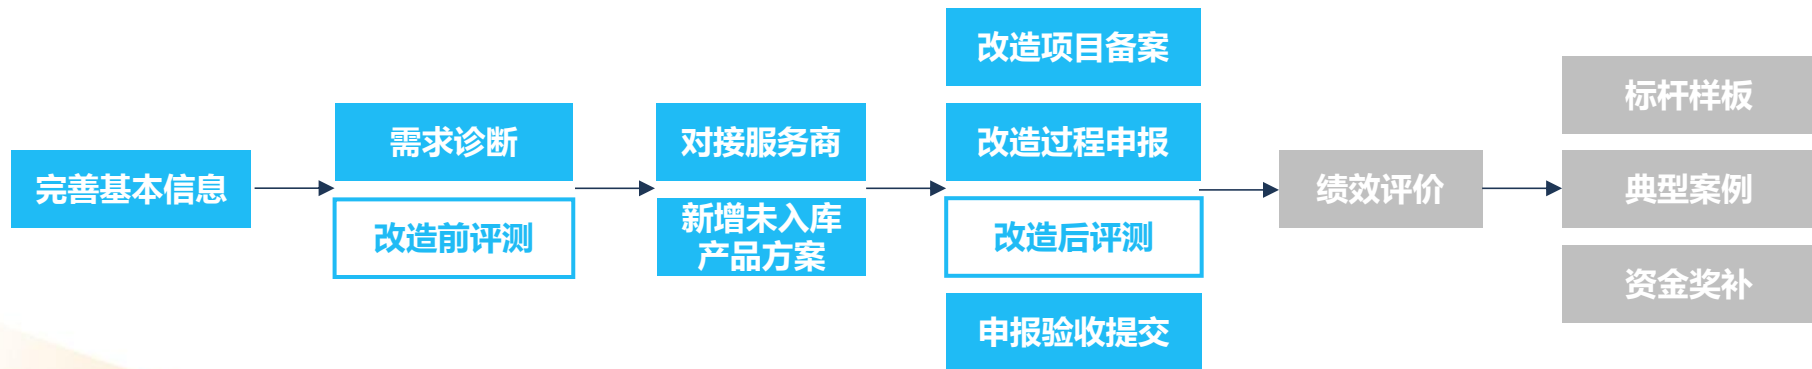 完善基本信息
需求诊断
改造前评测
对接服务商
新增未入库
产品方案
改造项目备案
改造过程申报
改造后评测
申报验收提交
绩效评价
标杆样板
典型案例
资金奖补